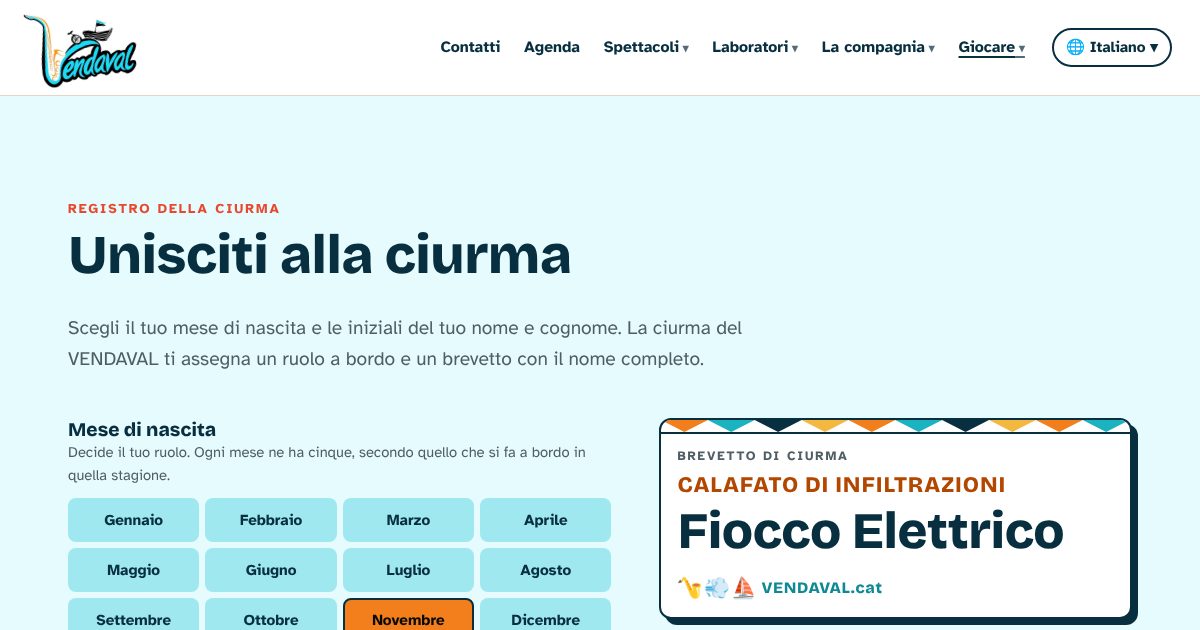 Vendaval
Contatti Agenda Spettacoli ▾ Laboratori ▾ La compagnia ▾ Giocare ▾ 🌐 Italiano ▾
REGISTRO DELLA CIURMA
Unisciti alla ciurma
Scegli il tuo mese di nascita e le iniziali del tuo nome e cognome. La ciurma del
VENDAVAL ti assegna un ruolo a bordo e un brevetto con il nome completo.
Mese di nascita
Decide il tuo ruolo. Ogni mese ne ha cinque, secondo quello che si fa a bordo in
quella stagione.
Gennaio Febbraio Marzo Aprile
Maggio Giugno Luglio Agosto
Settembre Ottobre Novembre Dicembre
BREVETTO DI CIURMA
CALAFATO DI INFILTRAZIONI
Fiocco Elettrico
🎷💨⛵ VENDAVAL.cat